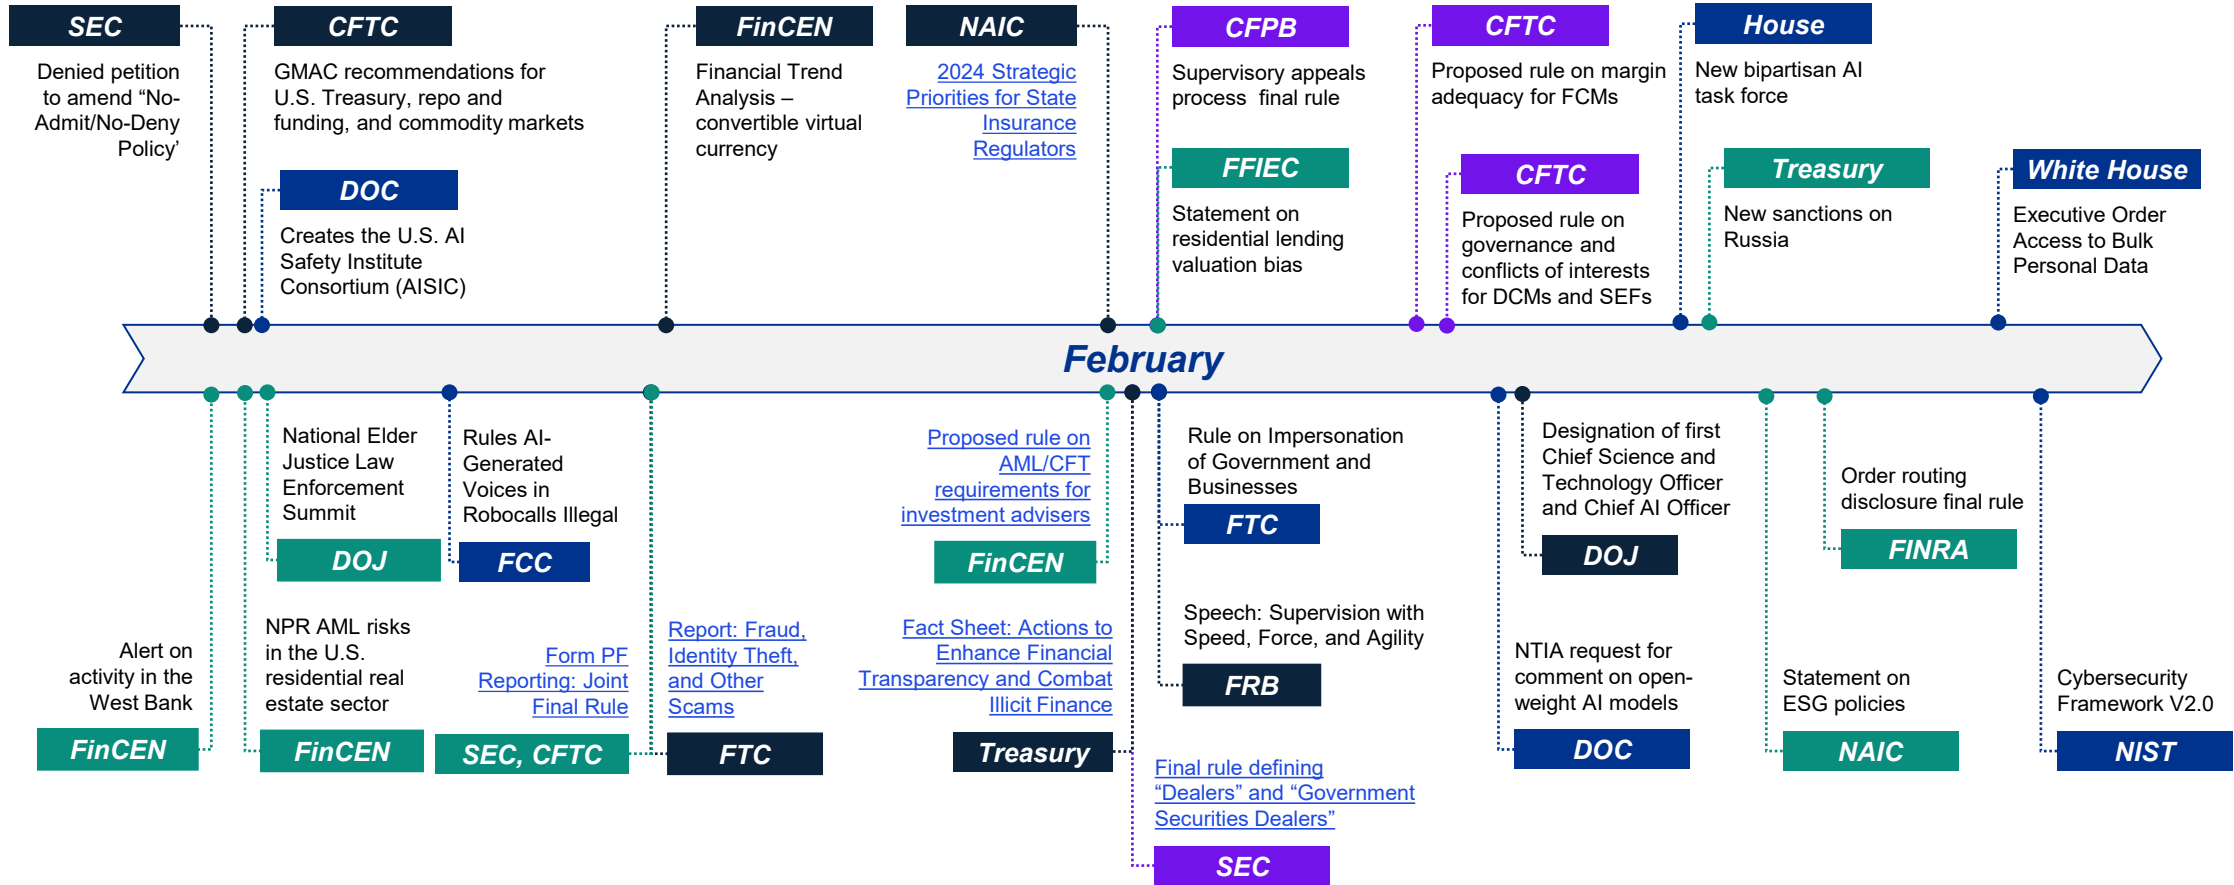 SEC
Denied petition
to amend “No-
Admit/No-Deny
Policy’
CFTC
GMAC recommendations for
U.S. Treasury, repo and
funding, and commodity markets
DOC
Creates the U.S. AI
Safety Institute
Consortium (AISIC)
FinCEN
Financial Trend
Analysis –
convertible virtual
currency
NAIC
2024 Strategic
Priorities for State
Insurance
Regulators
CFPB
Supervisory appeals
process  final rule
FFIEC
Statement on
residential lending
valuation bias
CFTC
Proposed rule on margin
adequacy for FCMs
CFTC
Proposed rule on
governance and
conflicts of interests
for DCMs and SEFs
House
New bipartisan AI
task force
Treasury
New sanctions on
Russia
White House
Executive Order
Access to Bulk
Personal Data
February
Alert on
activity in the
West Bank
FinCEN
National Elder
Justice Law
Enforcement
Summit
DOJ
NPR AML risks
in the U.S.
residential real
estate sector
FinCEN
Rules AI-
Generated
Voices in
Robocalls Illegal
FCC
Form PF
Reporting: Joint
Final Rule
SEC, CFTC
Report: Fraud,
Identity Theft,
and Other
Scams
FTC
Proposed rule on
AML/CFT
requirements for
investment advisers
FinCEN
Fact Sheet: Actions to
Enhance Financial
Transparency and Combat
Illicit Finance
Treasury
Rule on Impersonation
of Government and
Businesses
FTC
Speech: Supervision with
Speed, Force, and Agility
FRB
Final rule defining
“Dealers” and “Government
Securities Dealers”
SEC
Designation of first
Chief Science and
Technology Officer
and Chief AI Officer
DOJ
NTIA request for
comment on open-
weight AI models
DOC
Order routing
disclosure final rule
FINRA
Statement on
ESG policies
NAIC
Cybersecurity
Framework V2.0
NIST